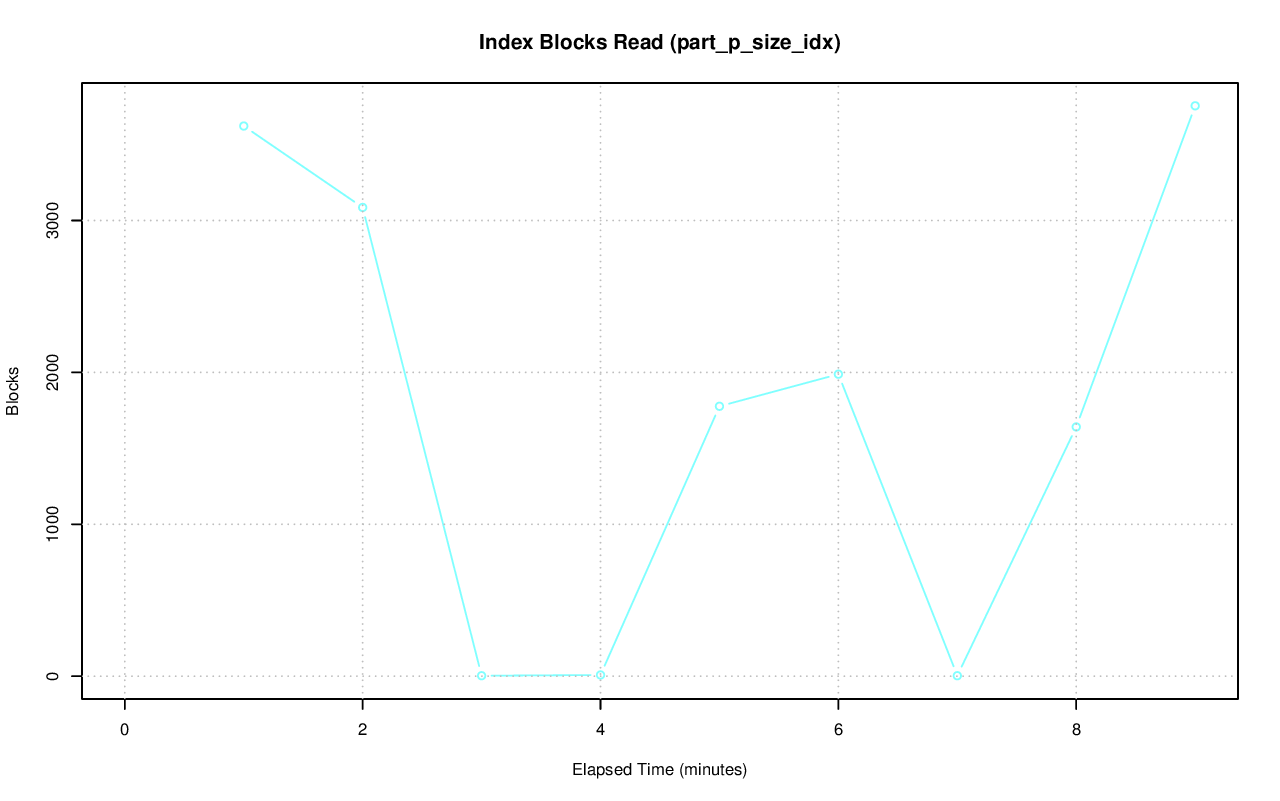 Index Blocks Read (part_p_size_idx)
Blocks
3000
2000
1000
0
0 2 4 6 8
Elapsed Time (minutes)